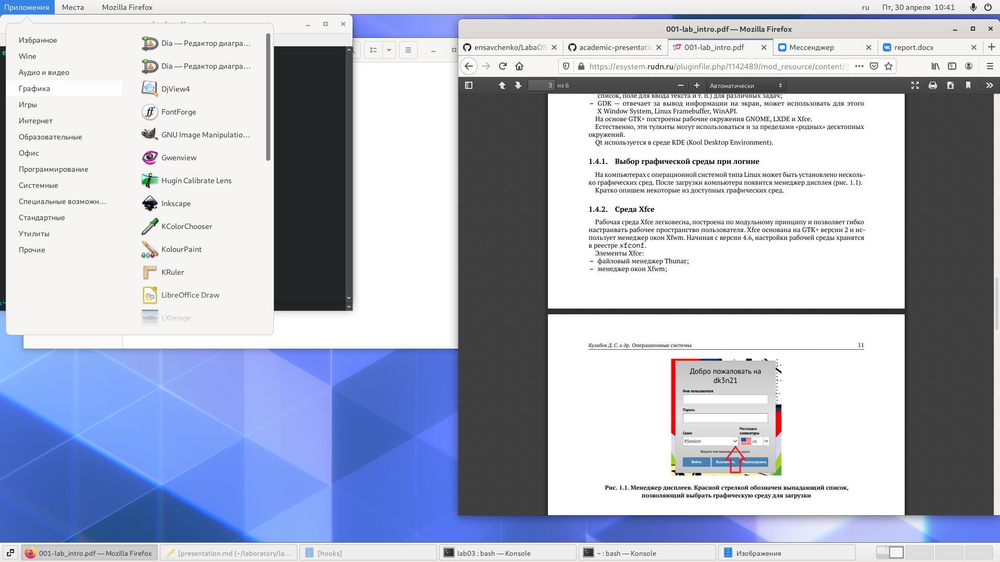 Приложения
Места
Mozilla Firefox
ru
Пт, 30 апреля 10:41
Избранное
Wine
Аудио и видео
Графика
Игры
Интернет
Образовательные
Офис
Программирование
Системные
Специальные возможн...
Стандартные
Утилиты
Прочие
Dia — Редактор диагра...
Dia — Редактор диагра...
DjView4
FontForge
GNU Image Manipulatio...
Gwenview
Hugin Calibrate Lens
Inkscape
KColorChooser
KolourPaint
KRuler
LibreOffice Draw
LXImage
001-lab_intro.pdf — Mozilla Firefox
ensavchenko/LabaOS
academic-presentatio
001-lab_intro.pdf
Мессенджер
report.docx
https://esystem.rudn.ru/pluginfile.php/1142489/mod_resource/content/3
3 из 6
Автоматически
список, поле для ввода текста и т. п.) для различных задач;
– GDK — отвечает за вывод информации на экран, может использовать для этого
X Window System, Linux Framebuffer, WinAPI.
На основе GTK+ построены рабочие окружения GNOME, LXDE и Xfce.
Естественно, эти тулкиты могут использоваться и за пределами «родных» десктопных
окружений.
Qt используется в среде KDE (Kool Desktop Environment).
1.4.1. Выбор графической среды при логине
На компьютерах с операционной системой типа Linux может быть установлено несколь-
ко графических сред. После загрузки компьютера появится менеджер дисплея (рис. 1.1).
Кратко опишем некоторые из доступных графических сред.
1.4.2. Среда Xfce
Рабочая среда Xfce легковесна, построена по модульному принципу и позволяет гибко
настраивать рабочее пространство пользователя. Xfce основана на GTK+ версии 2 и ис-
пользует менеджер окон Xfwm. Начиная с версии 4.6, настройки рабочей среды хранятся
в реестре xfconf.
Элементы Xfce:
– файловый менеджер Thunar;
– менеджер окон Xfwm;
Кулябов Д. С. и др. Операционные системы
11
Добро пожаловать на
dk3n21
Имя пользователя
Пароль
Сеанс
Раскладка
клавиатуры
XSession
us
Введите имя пользователя и пароль
Войти
Выключить
Перезагрузить
Рис. 1.1. Менеджер дисплеев. Красной стрелкой обозначен выпадающий список,
позволяющий выбрать графическую среду для загрузки
001-lab_intro.pdf — Mozilla Firefox
[presentation.md (~/laboratory/la...
[hooks]
lab03 : bash — Konsole
~ : bash — Konsole
Изображения